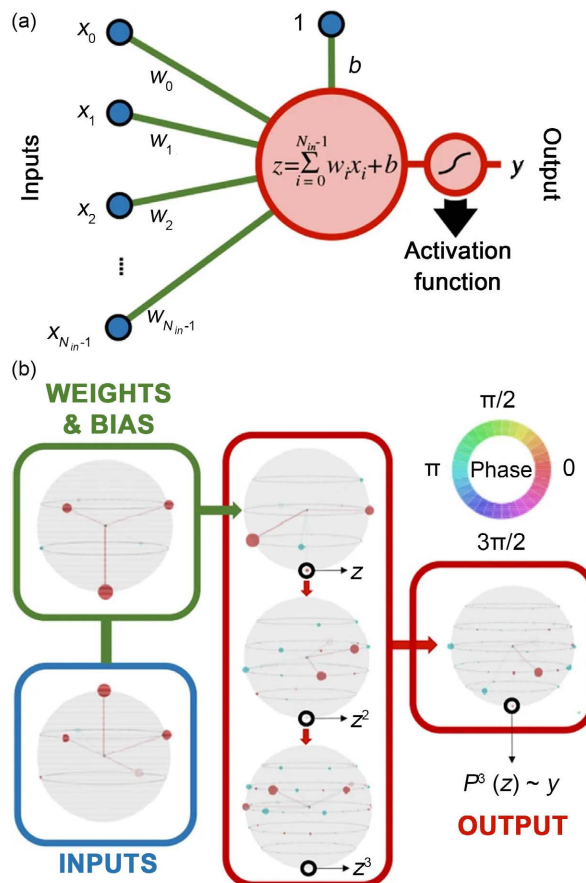 (a)
x0
1
w0
b
x1
w1
Inputs
z=∑ i = 0 Nin-1 wixi+b
y
Output
x2
w2
Activation
function
....
wNin-1
xNin-1
(b)
WEIGHTS
& BIAS
π/2
π
Phase
0
3π/2
z
z²
z³
P³ (z) ~ y
INPUTS
OUTPUT